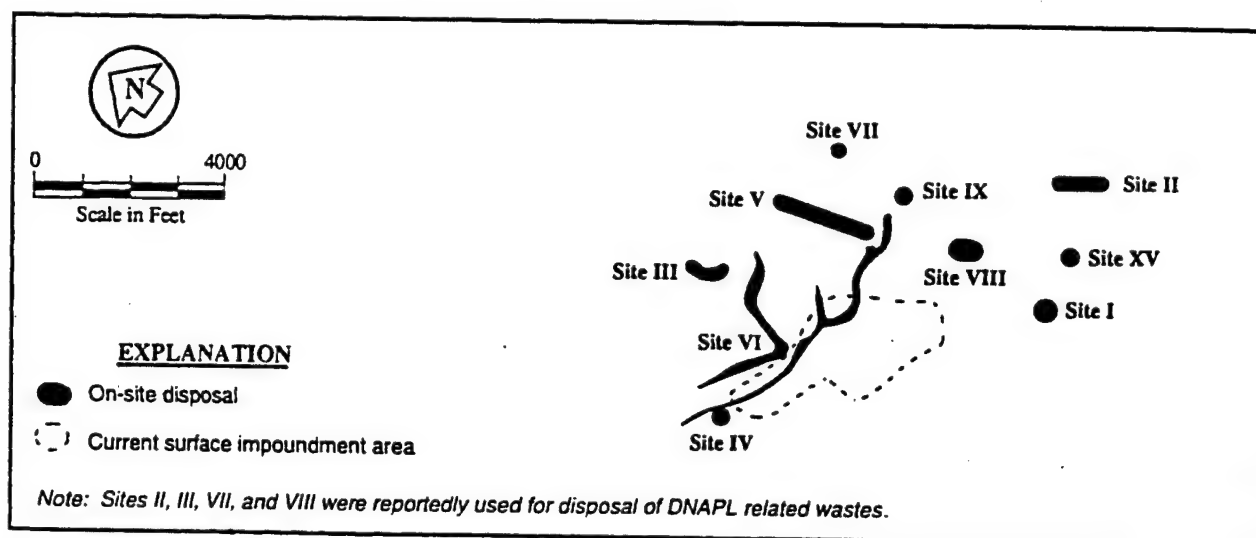 N
0 4000
Scale in Feet
Site VII
Site V
Site IX
Site II
Site III
Site VIII
Site XV
Site I
Site VI
Site IV
EXPLANATION
On-site disposal
Current surface impoundment area
Note: Sites II, III, VII, and VIII were reportedly used for disposal of DNAPL related wastes.